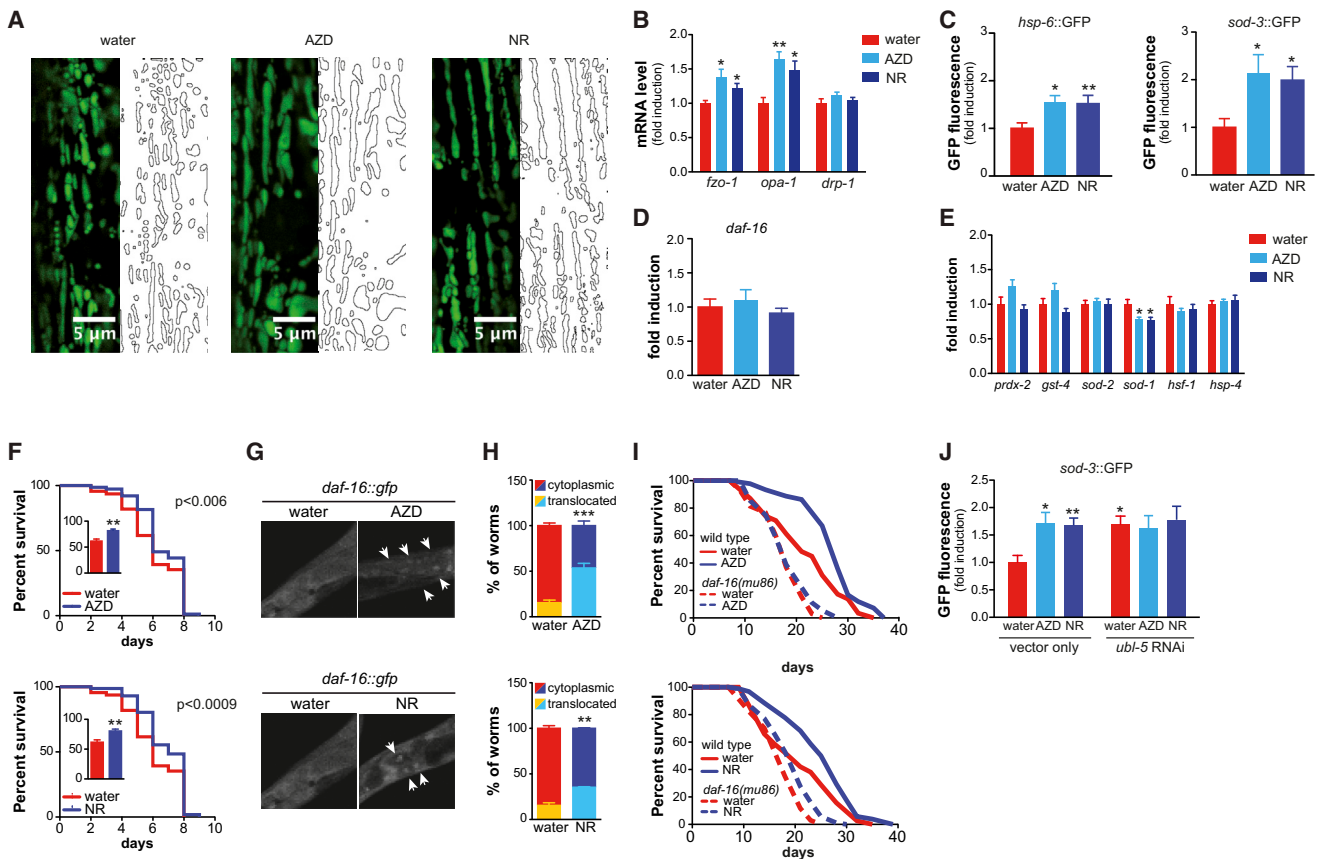 A
water
AZD
NR
5 µm
5 µm
5 µm
B
mRNA level
(fold induction)
2.0
1.5
1.0
0.5
0.0
*
*
**
*
fzo-1
opa-1
drp-1
water
AZD
NR
C
hsp-6::GFP
GFP fluorescence
(fold induction)
3
2
1
0
*
**
water AZD NR
sod-3::GFP
GFP fluorescence
(fold induction)
3
2
1
0
*
*
water AZD NR
D
daf-16
fold induction
2.0
1.5
1.0
0.5
0.0
water AZD NR
E
fold induction
2.0
1.5
1.0
0.5
0.0
* *
prdx-2 gst-4 sod-2 sod-1 hsf-1 hsp-4
water
AZD
NR
F
Percent survival
100
50
0
100
50
0
**
p<0.006
water
AZD
0 2 4 6 8 10
days
Percent survival
100
50
0
100
50
0
**
p<0.0009
water
NR
0 2 4 6 8 10
days
G
daf-16::gfp
water AZD
daf-16::gfp
water NR
H
cytoplasmic
translocated
% of worms
150
100
50
0
***
water AZD
cytoplasmic
translocated
% of worms
150
100
50
0
**
water NR
I
Percent survival
100
80
60
40
20
0
wild type
water
AZD
daf-16(mu86)
water
AZD
0 10 20 30 40
days
Percent survival
100
80
60
40
20
0
wild type
water
NR
daf-16(mu86)
water
NR
0 10 20 30 40
days
J
sod-3::GFP
GFP fluorescence
(fold induction)
2.5
2.0
1.5
1.0
0.5
0.0
*
**
*
water AZD NR water AZD NR
vector only ubl-5 RNAi